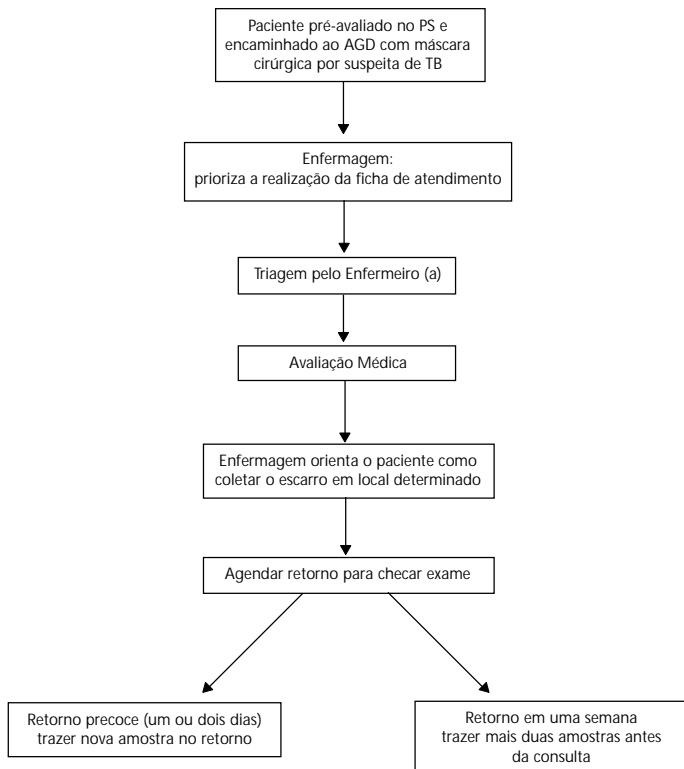 Paciente pré-avaliado no PS e
encaminhado ao AGD com máscara
cirúrgica por suspeita de TB
Enfermagem:
prioriza a realização da ficha de atendimento
Triagem pelo Enfermeiro (a)
Avaliação Médica
Enfermagem orienta o paciente como
coletar o escarro em local determinado
Agendar retorno para checar exame
Retorno precoce (um ou dois dias)
trazer nova amostra no retorno
Retorno em uma semana
trazer mais duas amostras antes
da consulta